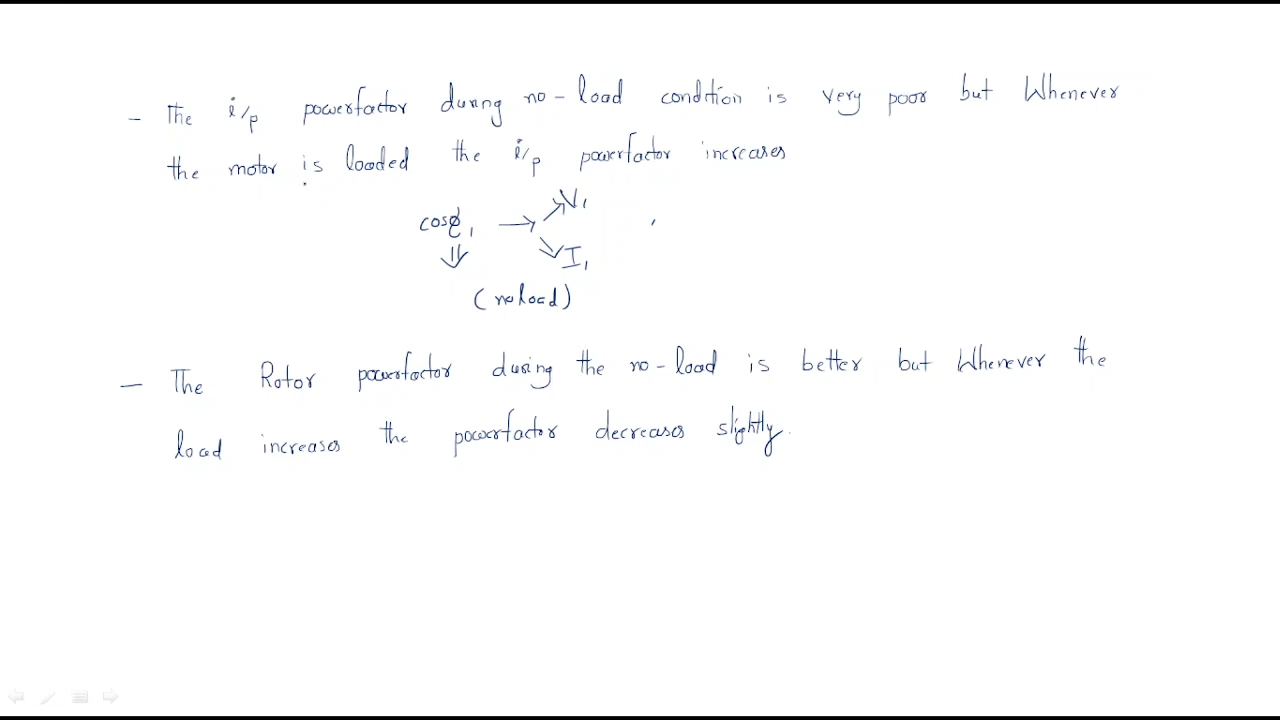 - The i/p powerfactor during no-load condition is very poor but Whenever
the motor is loaded the i/p powerfactor increases
cosφ₁ → V₁
I₁
(no load)
- The Rotor powerfactor during the no-load is better but Whenever the
load increases the powerfactor decreases slightly.